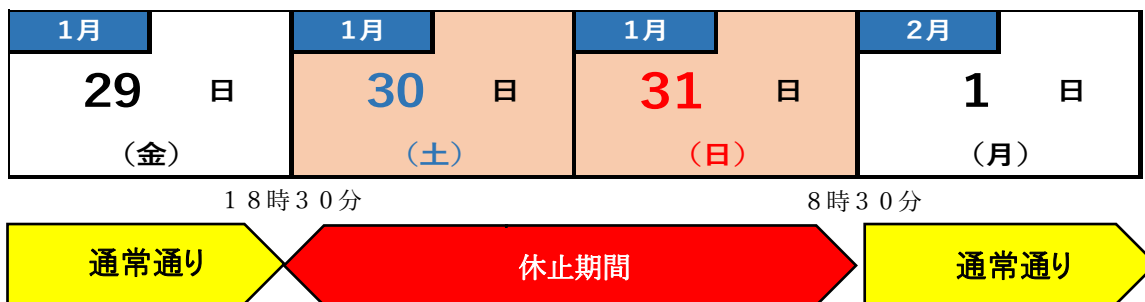 1月 1月 1月 2月
29 日 30 日 31 日 1 日
（金） （土） （日） （月）
１８時３０分 ８時３０分
通常通り 休止期間 通常通り